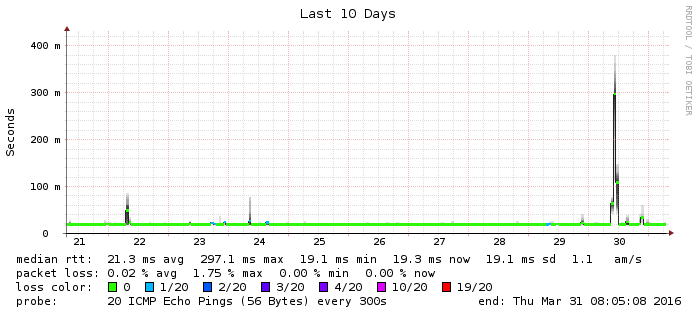 Last 10 Days
RRDTOOL / TOBI OETIKER
Seconds
400 m
300 m
200 m
100 m
0
21 22 23 24 25 26 27 28 29 30
median rtt: 21.3 ms avg 297.1 ms max 19.1 ms min 19.3 ms now 19.1 ms sd 1.1 am/s
packet loss: 0.02 % avg 1.75 % max 0.00 % min 0.00 % now
loss color: 0 1/20 2/20 3/20 4/20 10/20 19/20
probe: 20 ICMP Echo Pings (56 Bytes) every 300s end: Thu Mar 31 08:05:08 2016